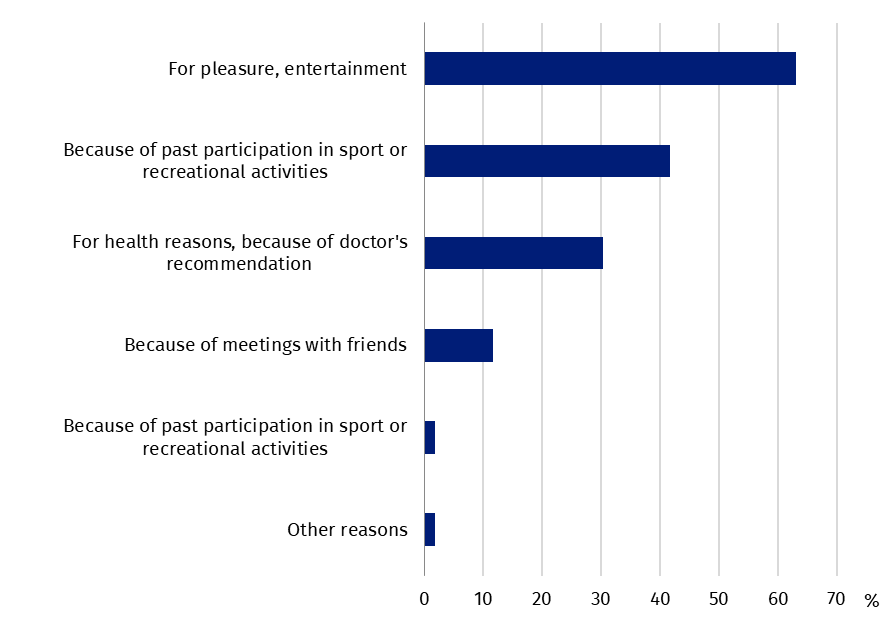 For pleasure, entertainment
Because of past participation in sport or
recreational activities
For health reasons, because of doctor's
recommendation
Because of meetings with friends
Because of past participation in sport or
recreational activities
Other reasons
0 10 20 30 40 50 60 70 %